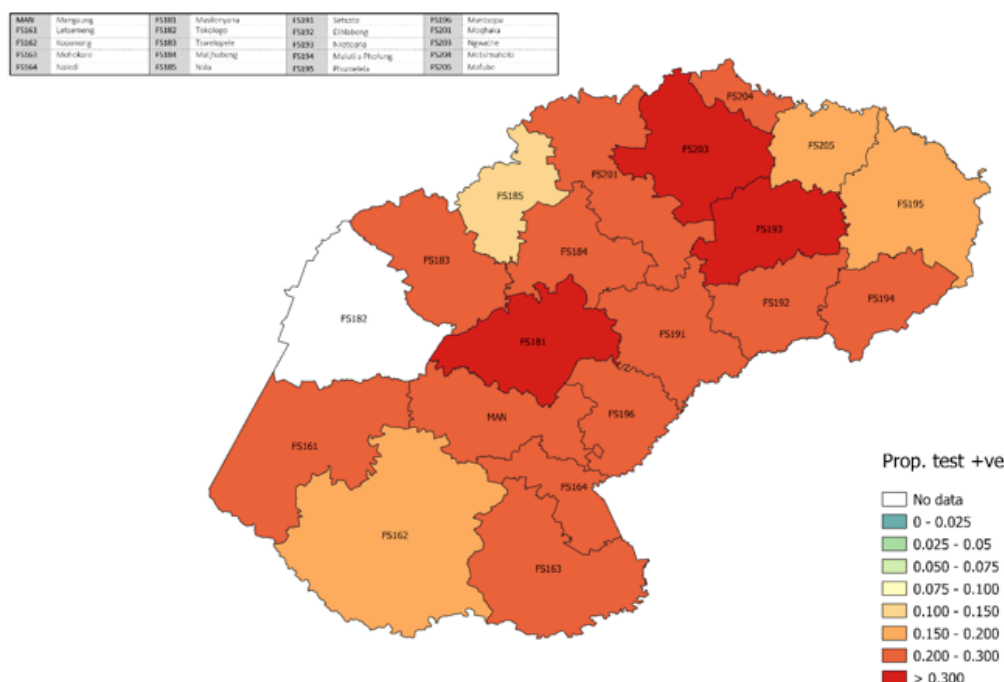 MAN Mangaung FS181 Masilonyana FS191 Setsoto FS196 Mantsopa
FS161 Letsemeng FS182 Tokologo FS192 Dihlabeng FS201 Moqhaka
FS162 Kopanong FS183 Tswelopele FS193 Nketoana FS203 Ngwathe
FS163 Mohokare FS184 Matjhabeng FS194 Maluti a Phofung FS204 Metsimaholo
FS164 Naledi FS185 Nala FS195 Phumelela FS205 Mafube
FS204
FS203
FS205
FS201
FS185
FS195
FS193
FS184
FS183
FS194
FS192
FS182
FS191
FS181
FS196
MAN
FS161
FS164
FS162
FS163
Prop. test +ve
No data
0 - 0.025
0.025 - 0.05
0.050 - 0.075
0.075 - 0.100
0.100 - 0.150
0.150 - 0.200
0.200 - 0.300
> 0.300